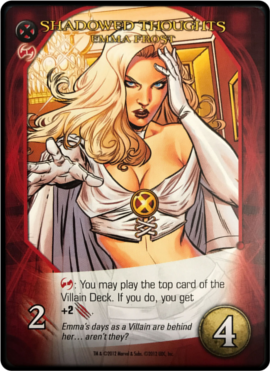 SHADOWED THOUGHTS
EMMA FROST
: You may play the top card of the
Villain Deck. If you do, you get
+2
Emma's days as a Villain are behind
her... aren't they?
2
4